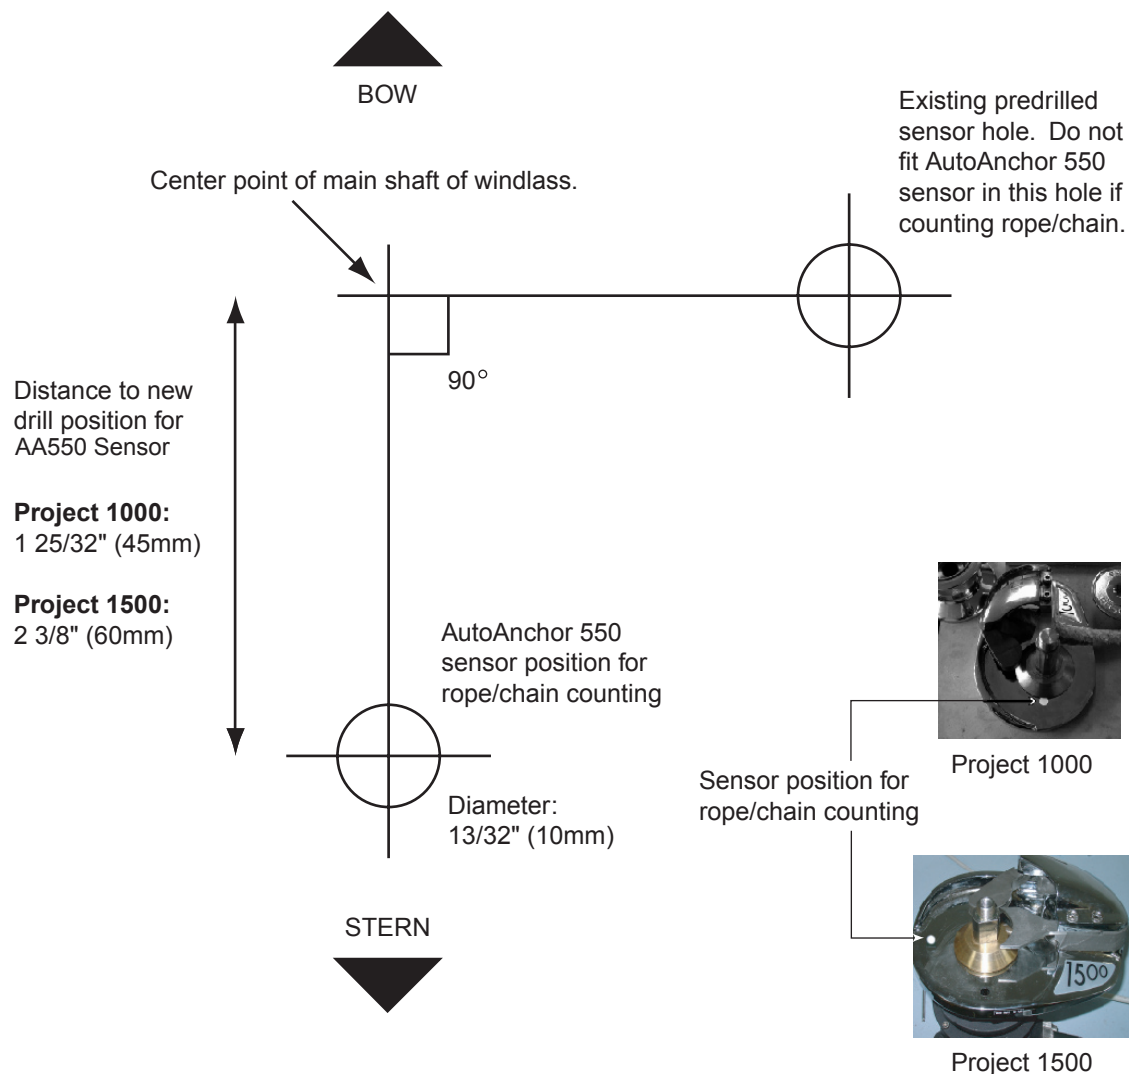 BOW
Existing predrilled
sensor hole.  Do not
fit AutoAnchor 550
sensor in this hole if
counting rope/chain.
Center point of main shaft of windlass.
90°
Distance to new
drill position for
AA550 Sensor
Project 1000:
1 25/32" (45mm)
Project 1500:
2 3/8" (60mm)
AutoAnchor 550
sensor position for
rope/chain counting
Diameter:
13/32" (10mm)
Project 1000
Sensor position for
rope/chain counting
STERN
1500
Project 1500